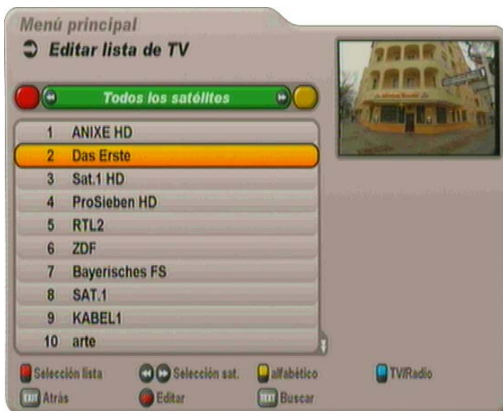 Menú principal
Editar lista de TV
Todos los satélites
1 ANIXE HD
2 Das Erste
3 Sat.1 HD
4 ProSieben HD
5 RTL2
6 ZDF
7 Bayerisches FS
8 SAT.1
9 KABEL1
10 arte
Selección lista Selección sat. alfabético TV/Radio
EXIT Atrás Editar TEXT Buscar